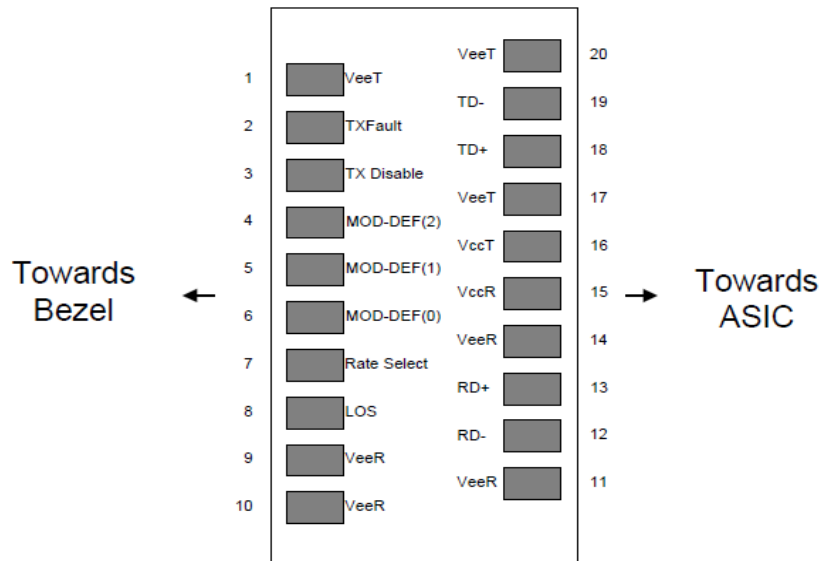 VeeT 20
1 VeeT
TD- 19
2 TXFault
TD+ 18
3 TX Disable
VeeT 17
4 MOD-DEF(2)
VccT 16
5 MOD-DEF(1)
Towards
Bezel
VccR 15
Towards
ASIC
6 MOD-DEF(0)
VeeR 14
7 Rate Select
RD+ 13
8 LOS
RD- 12
9 VeeR
VeeR 11
10 VeeR